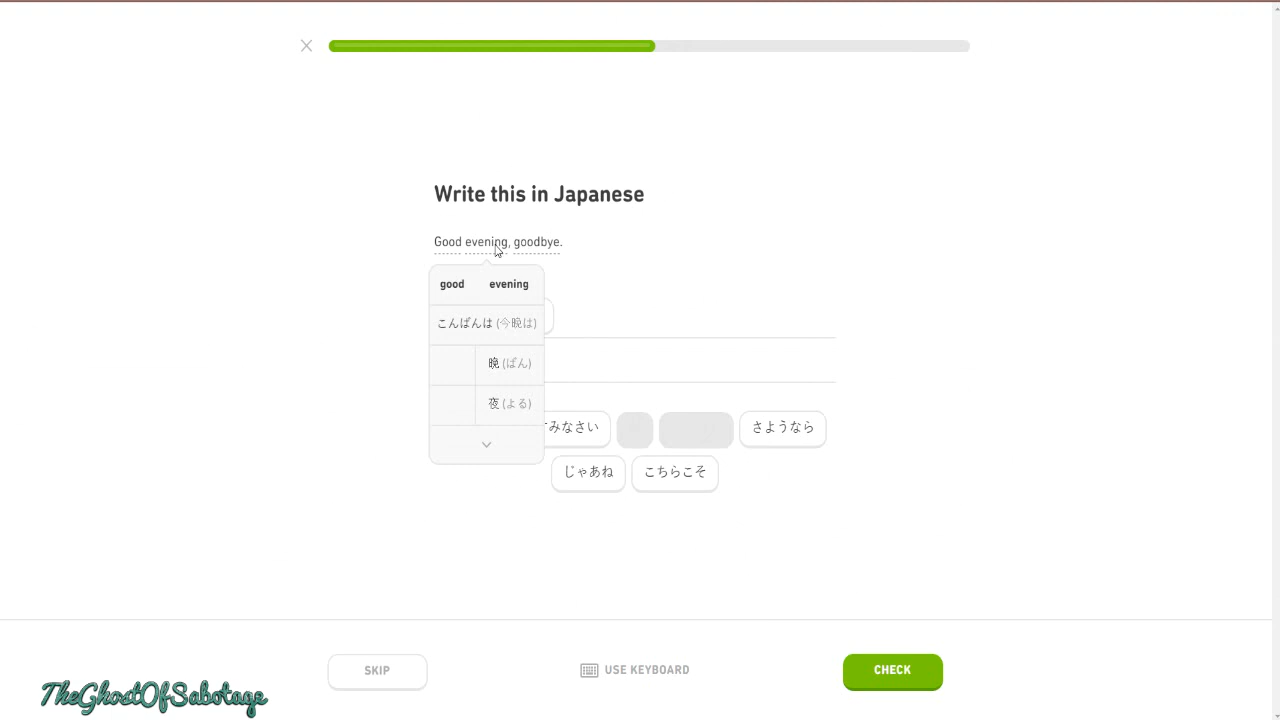 Write this in Japanese
Good evening, goodbye.
good evening
こんばんは (今晩は)
晩 (ばん)
夜 (よる)
すみなさい さようなら
じゃあね こちらこそ
SKIP USE KEYBOARD CHECK
TheGhostOfSabotage